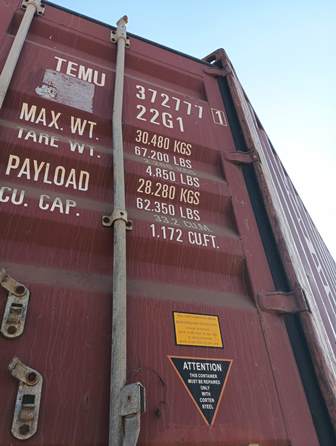 TEMU 372777 1
22G1
MAX. WT. 30.480 KGS
67.200 LBS
TARE WT.
4.850 LBS
PAYLOAD 28.280 KGS
62.350 LBS
CU. CAP. 33.2 CU.M.
1.172 CU.FT.
ATTENTION
THIS CONTAINER
MUST BE REPAIRED
ONLY
WITH
CORTEN
STEEL